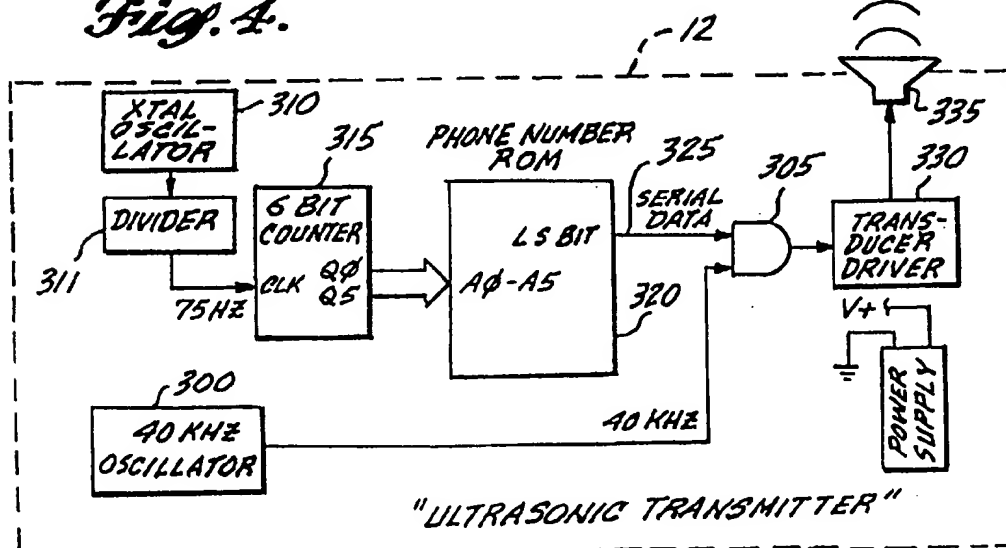 Fig. 4.
12
XTAL
OSCIL-
LATOR
310
DIVIDER
311
75HZ
315
6 BIT
COUNTER
CLK
QØ
Q5
PHONE NUMBER
ROM
LS BIT
AØ-A5
320
325
SERIAL
DATA
305
335
330
TRANS-
DUCER
DRIVER
V+
POWER
SUPPLY
300
40 KHZ
OSCILLATOR
40 KHZ
"ULTRASONIC TRANSMITTER"